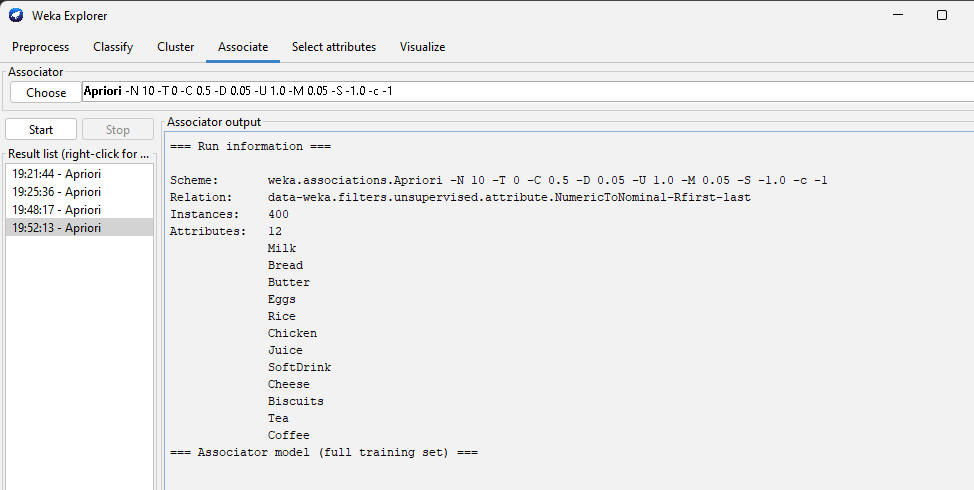 Weka Explorer
Preprocess Classify Cluster Associate Select attributes Visualize
Associator
Choose Apriori -N 10 -T 0 -C 0.5 -D 0.05 -U 1.0 -M 0.05 -S -1.0 -c -1
Start Stop
Result list (right-click for ...
19:21:44 - Apriori
19:25:36 - Apriori
19:48:17 - Apriori
19:52:13 - Apriori
Associator output
=== Run information ===
Scheme: weka.associations.Apriori -N 10 -T 0 -C 0.5 -D 0.05 -U 1.0 -M 0.05 -S -1.0 -c -1
Relation: data-weka.filters.unsupervised.attribute.NumericToNominal-Rfirst-last
Instances: 400
Attributes: 12
Milk
Bread
Butter
Eggs
Rice
Chicken
Juice
SoftDrink
Cheese
Biscuits
Tea
Coffee
=== Associator model (full training set) ===